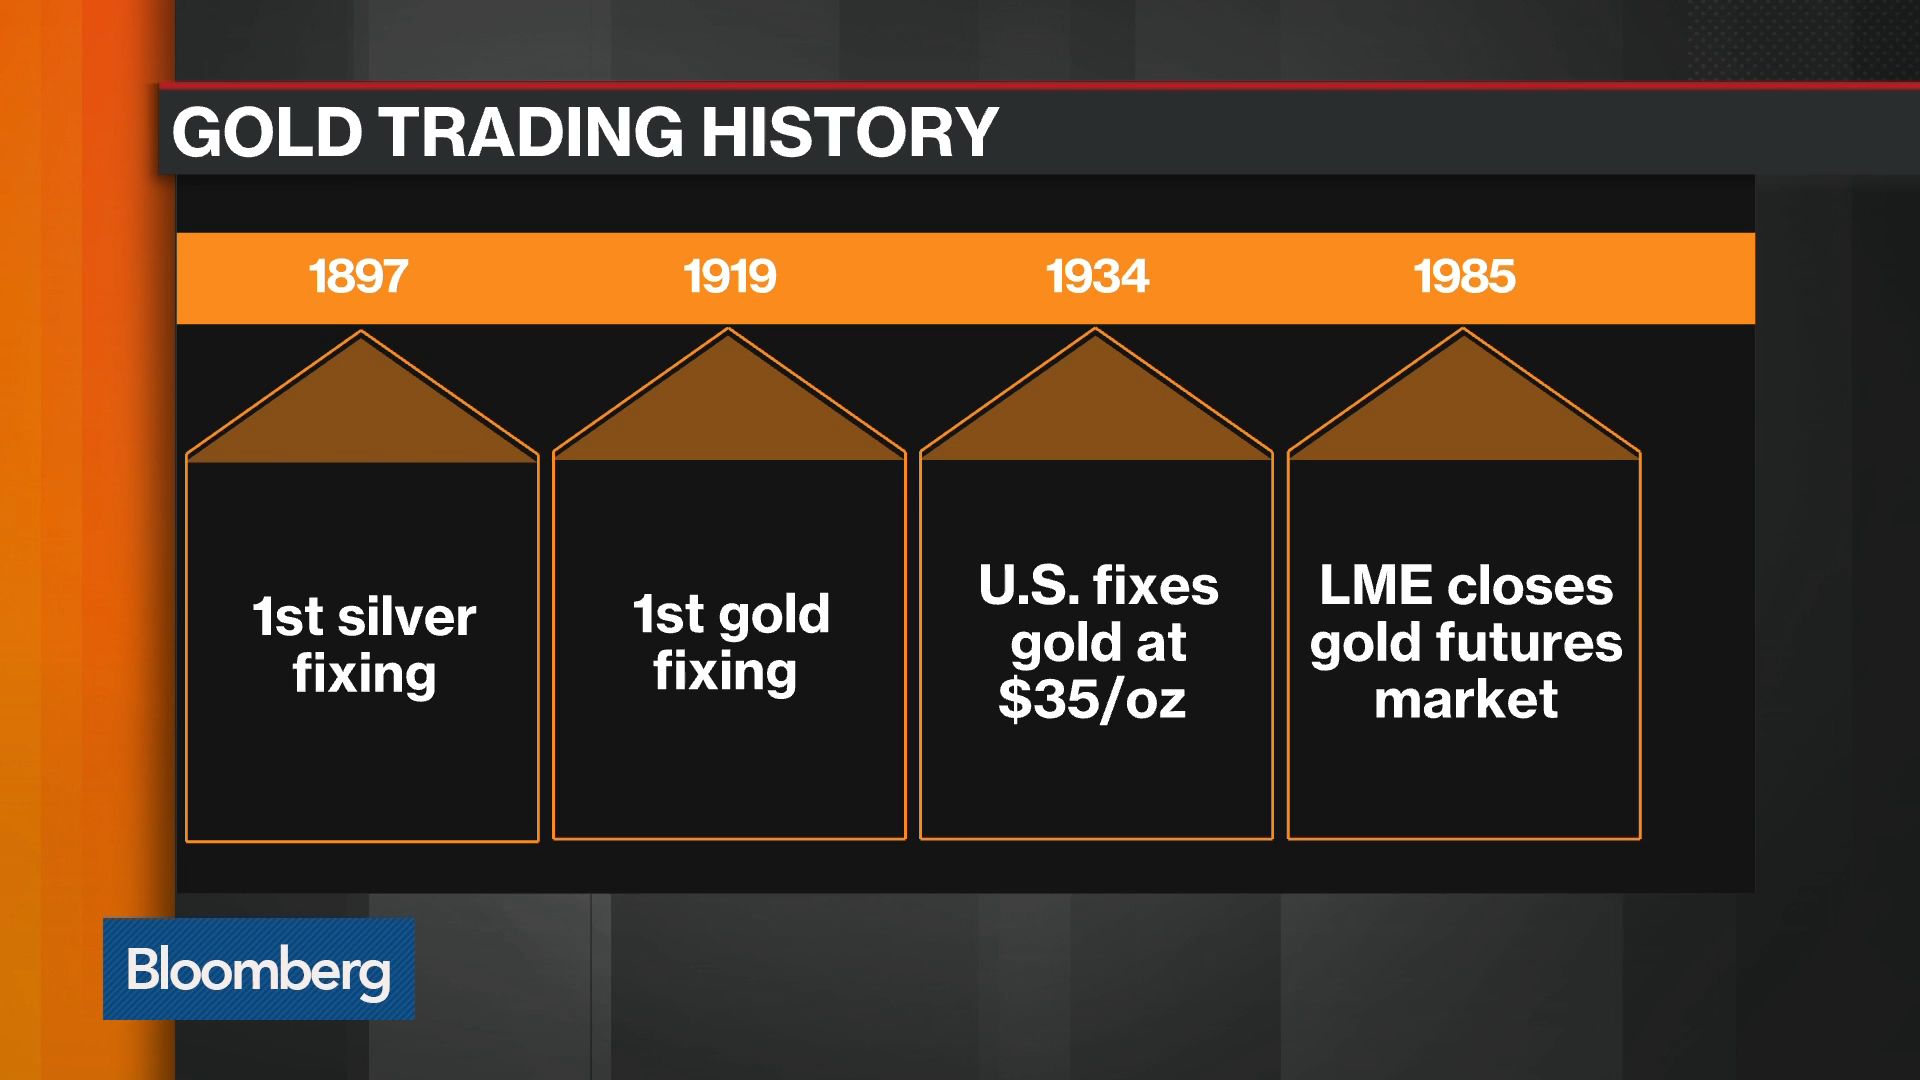 GOLD TRADING HISTORY
1897
1919
1934
1985
1st silver
fixing
1st gold
fixing
U.S. fixes
gold at
$35/oz
LME closes
gold futures
market
Bloomberg